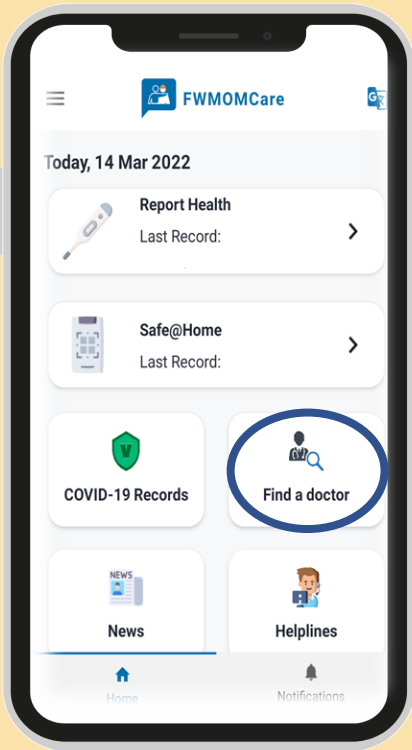 FWMOMCare
Today, 14 Mar 2022
Report Health
Last Record:
Safe@Home
Last Record:
V
COVID-19 Records
Find a doctor
NEWS
News
Helplines
Home
Notifications